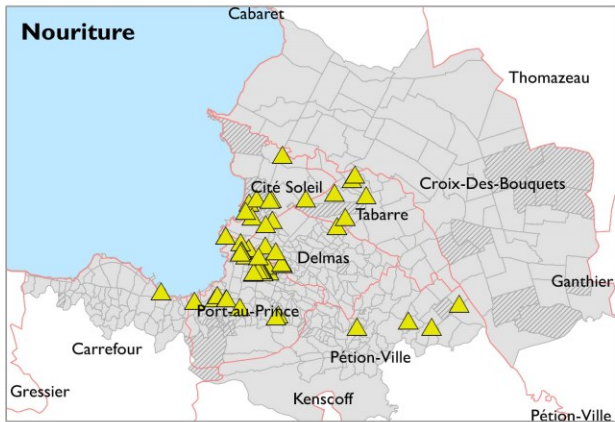 Nouriture
Cabaret
Thomazeau
Cité Soleil
Croix-Des-Bouquets
Tabarre
Delmas
Ganthier
Port-au-Prince
Carrefour
Pétion-Ville
Gressier
Kenscoff
Pétion-Ville